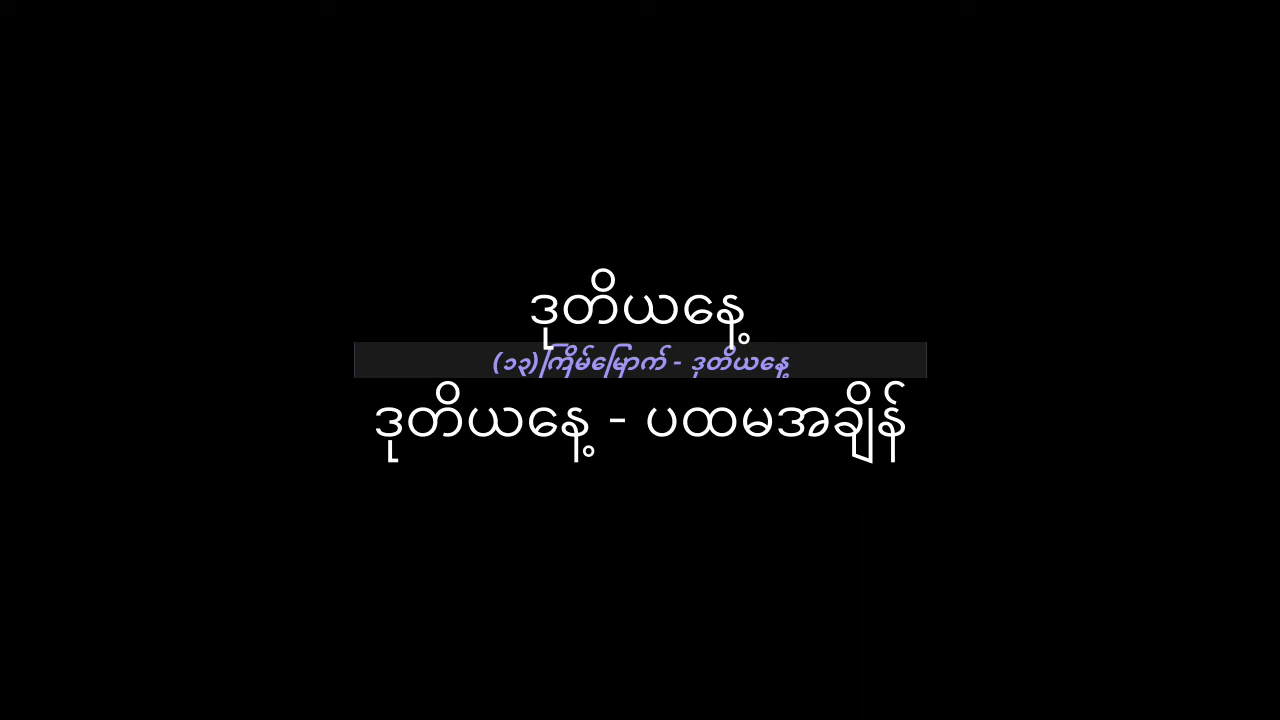 ဒုတိယနေ့
(၁၃)ကြိမ်မြောက် - ဒုတိယနေ့
ဒုတိယနေ့ - ပထမအချိန်